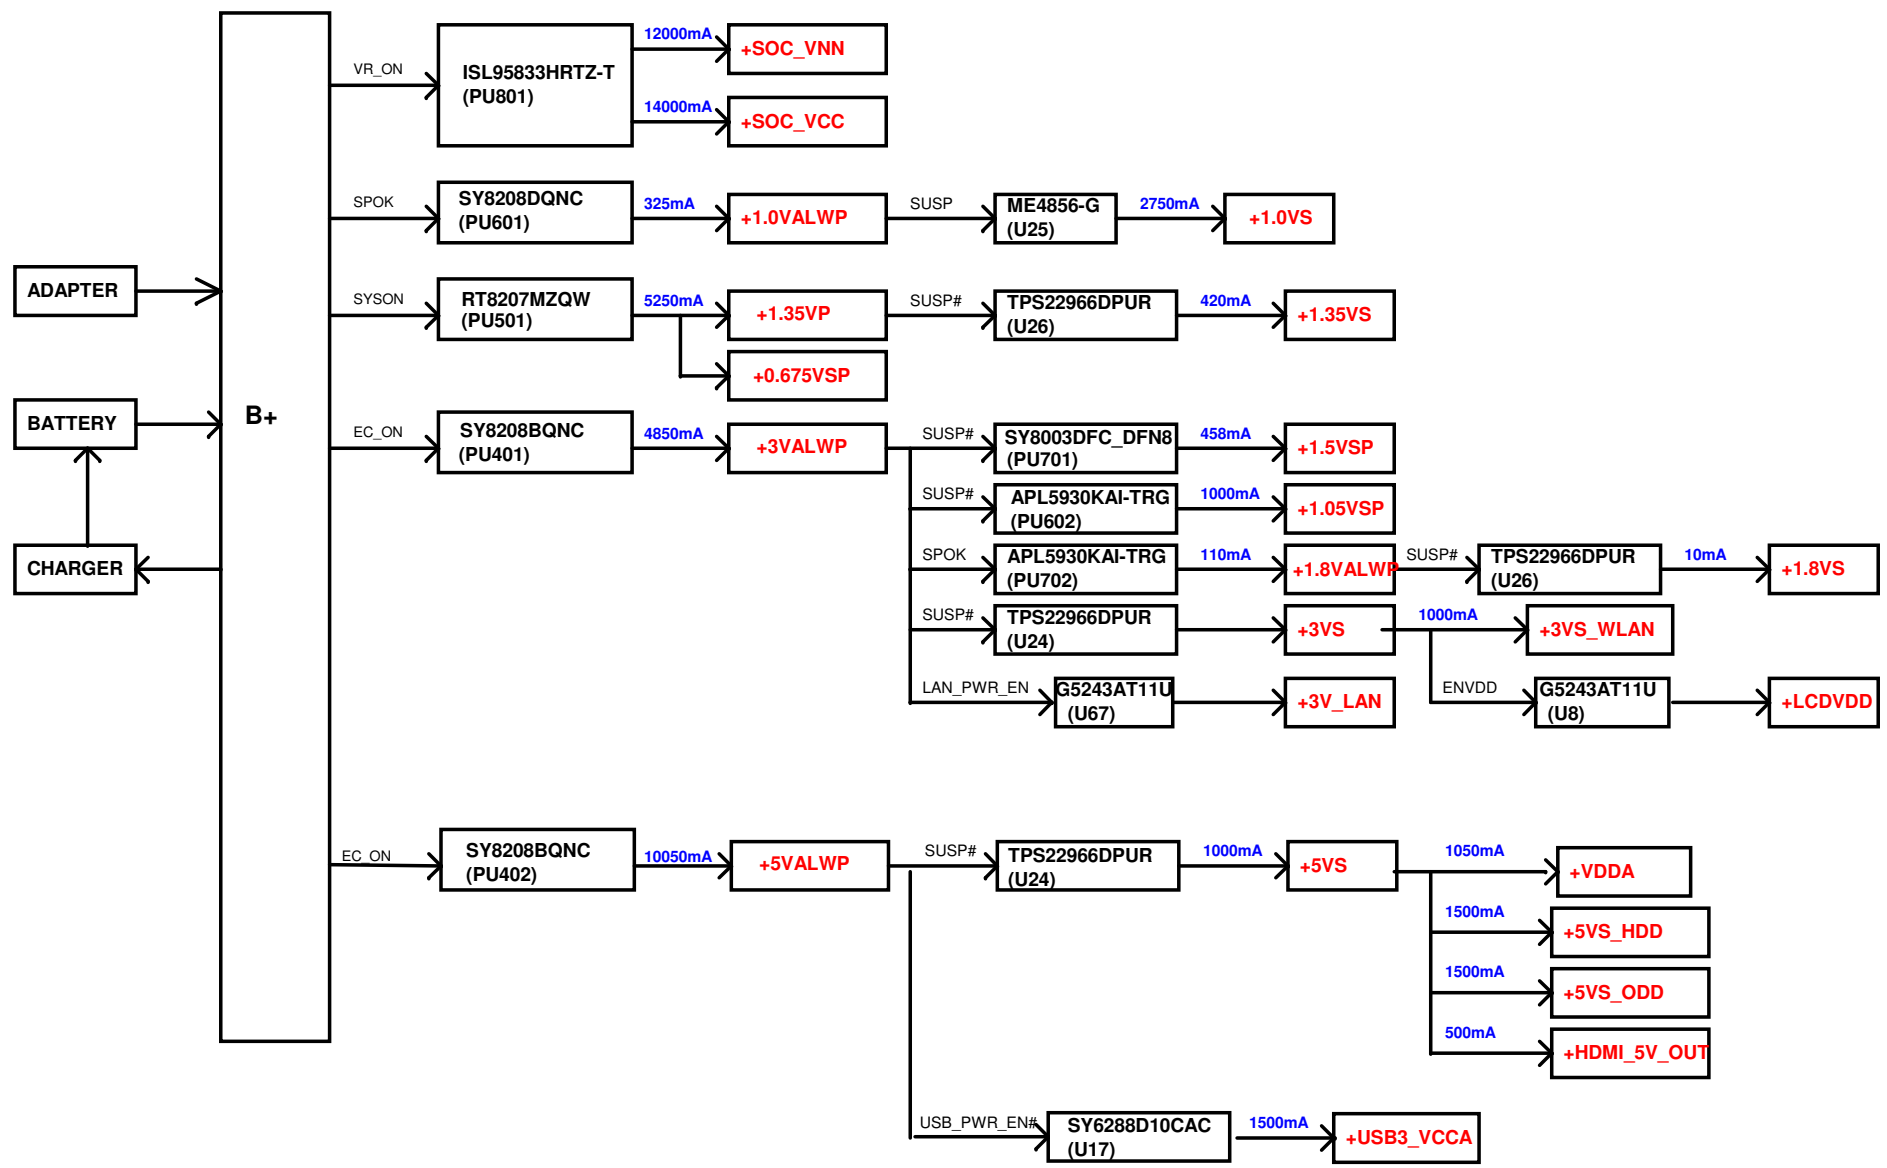 VR_ON
ISL95833HRTZ-T
(PU801)
12000mA
+SOC_VNN
14000mA
+SOC_VCC
SPOK
SY8208DQNC
(PU601)
325mA
+1.0VALWP
SUSP
ME4856-G
(U25)
2750mA
+1.0VS
ADAPTER
SYSON
RT8207MZQW
(PU501)
5250mA
+1.35VP
SUSP#
TPS22966DPUR
(U26)
420mA
+1.35VS
+0.675VSP
BATTERY
B+
EC_ON
SY8208BQNC
(PU401)
4850mA
+3VALWP
SUSP#
SY8003DFC_DFN8
(PU701)
458mA
+1.5VSP
SUSP#
APL5930KAI-TRG
(PU602)
1000mA
+1.05VSP
CHARGER
SPOK
APL5930KAI-TRG
(PU702)
110mA
+1.8VALWP
SUSP#
TPS22966DPUR
(U26)
10mA
+1.8VS
SUSP#
TPS22966DPUR
(U24)
+3VS
1000mA
+3VS_WLAN
LAN_PWR_EN
G5243AT11U
(U67)
+3V_LAN
ENVDD
G5243AT11U
(U8)
+LCDVDD
EC_ON
SY8208BQNC
(PU402)
10050mA
+5VALWP
SUSP#
TPS22966DPUR
(U24)
1000mA
+5VS
1050mA
+VDDA
1500mA
+5VS_HDD
1500mA
+5VS_ODD
500mA
+HDMI_5V_OUT
USB_PWR_EN#
SY6288D10CAC
(U17)
1500mA
+USB3_VCCA